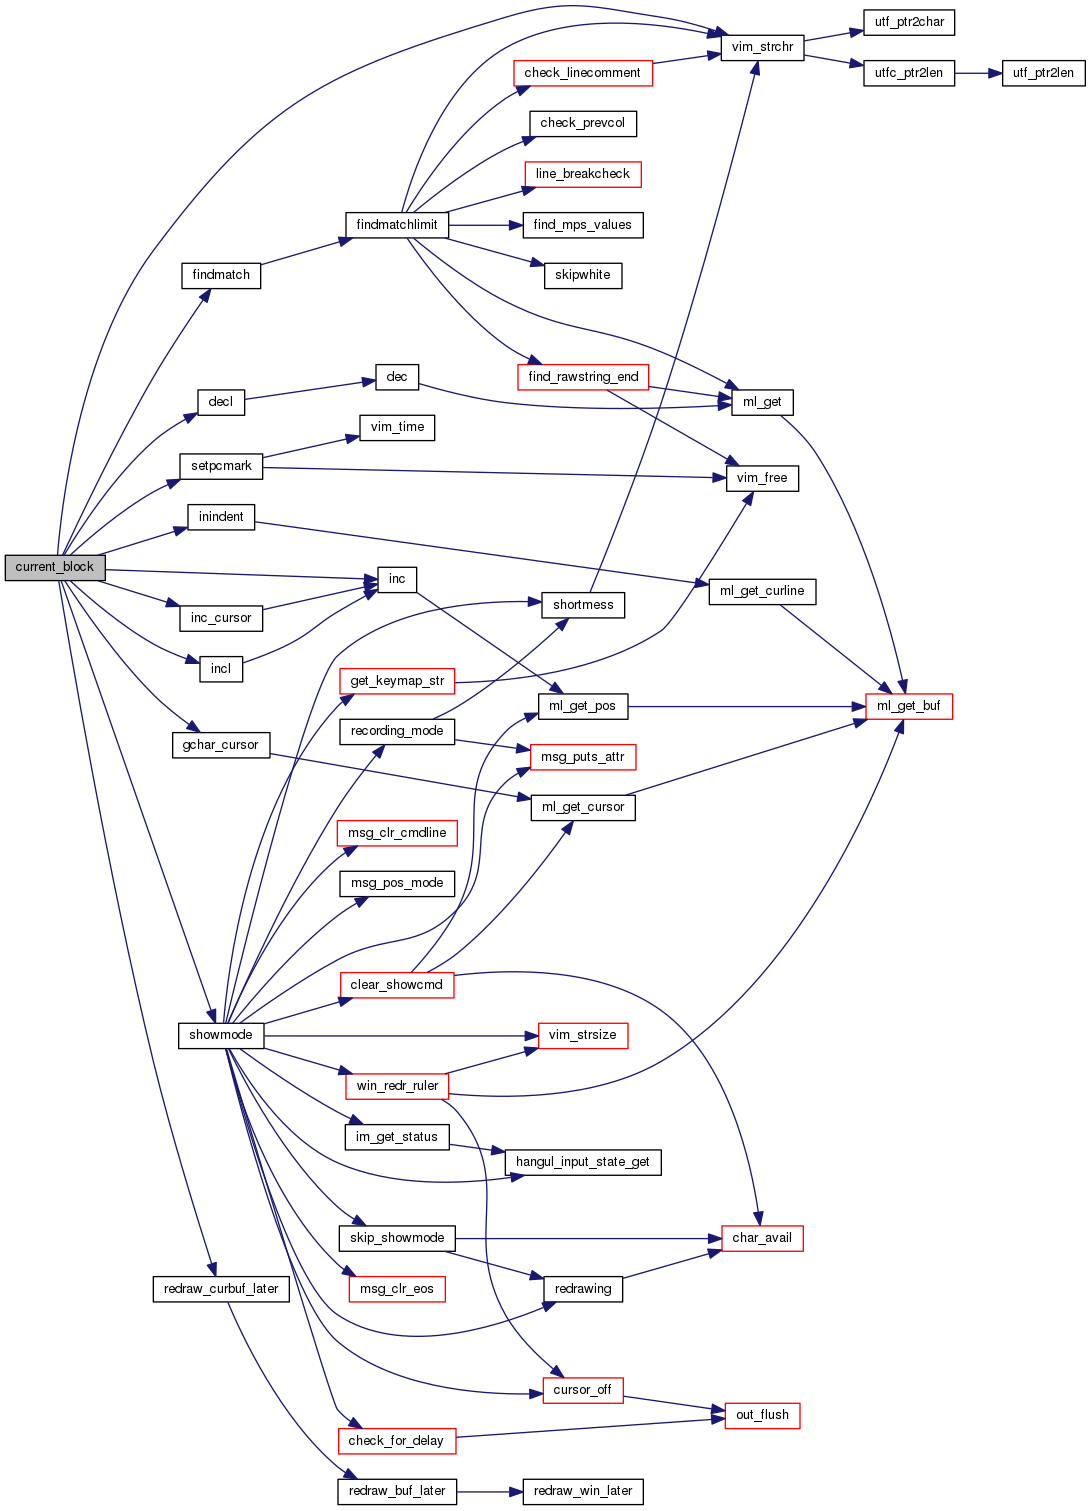 utf_ptr2char
vim_strchr
utfc_ptr2len
utf_ptr2len
check_linecomment
check_prevcol
line_breakcheck
findmatchlimit
find_mps_values
findmatch
skipwhite
dec
find_rawstring_end
decl
ml_get
vim_time
setpcmark
vim_free
inindent
current_block
inc
ml_get_curline
inc_cursor
shortmess
incl
get_keymap_str
ml_get_pos
ml_get_buf
recording_mode
gchar_cursor
msg_puts_attr
ml_get_cursor
msg_clr_cmdline
msg_pos_mode
clear_showcmd
showmode
vim_strsize
win_redr_ruler
im_get_status
hangul_input_state_get
skip_showmode
char_avail
redraw_curbuf_later
msg_clr_eos
redrawing
cursor_off
out_flush
check_for_delay
redraw_buf_later
redraw_win_later